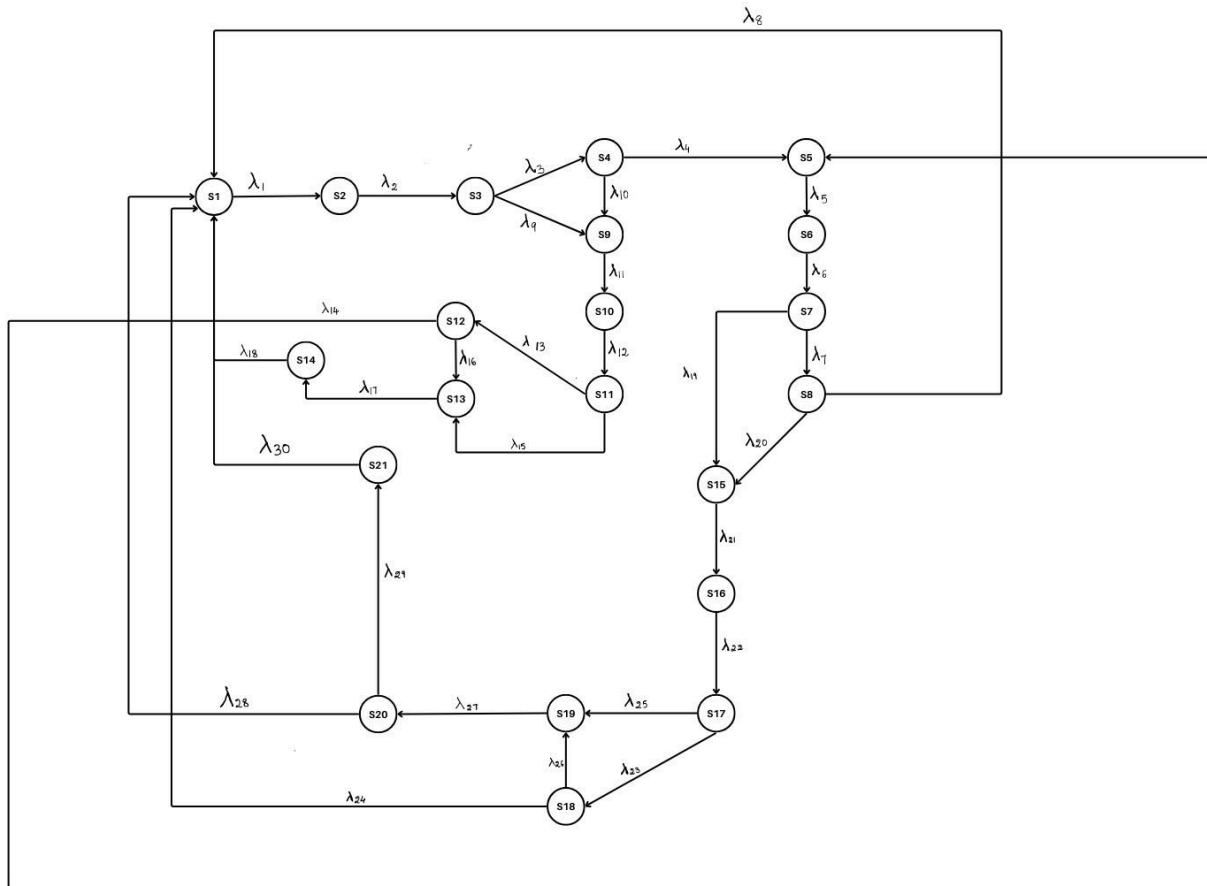 λ8
λ3 S4 λ4 S5
S1 λ1 S2 λ2 S3 λ10 λ5
λ9 S9 S6
λ11 λ6
λ14 S12 S10 S7
λ18 S14 λ16 λ13 λ12 λ7
λ17 S13 S11 λ19 S8
λ15 λ20
λ30 S21 S15
λ21
λ29 S16
λ22
λ28 S20 λ27 S19 λ25 S17
λ26 λ23
λ24 S18